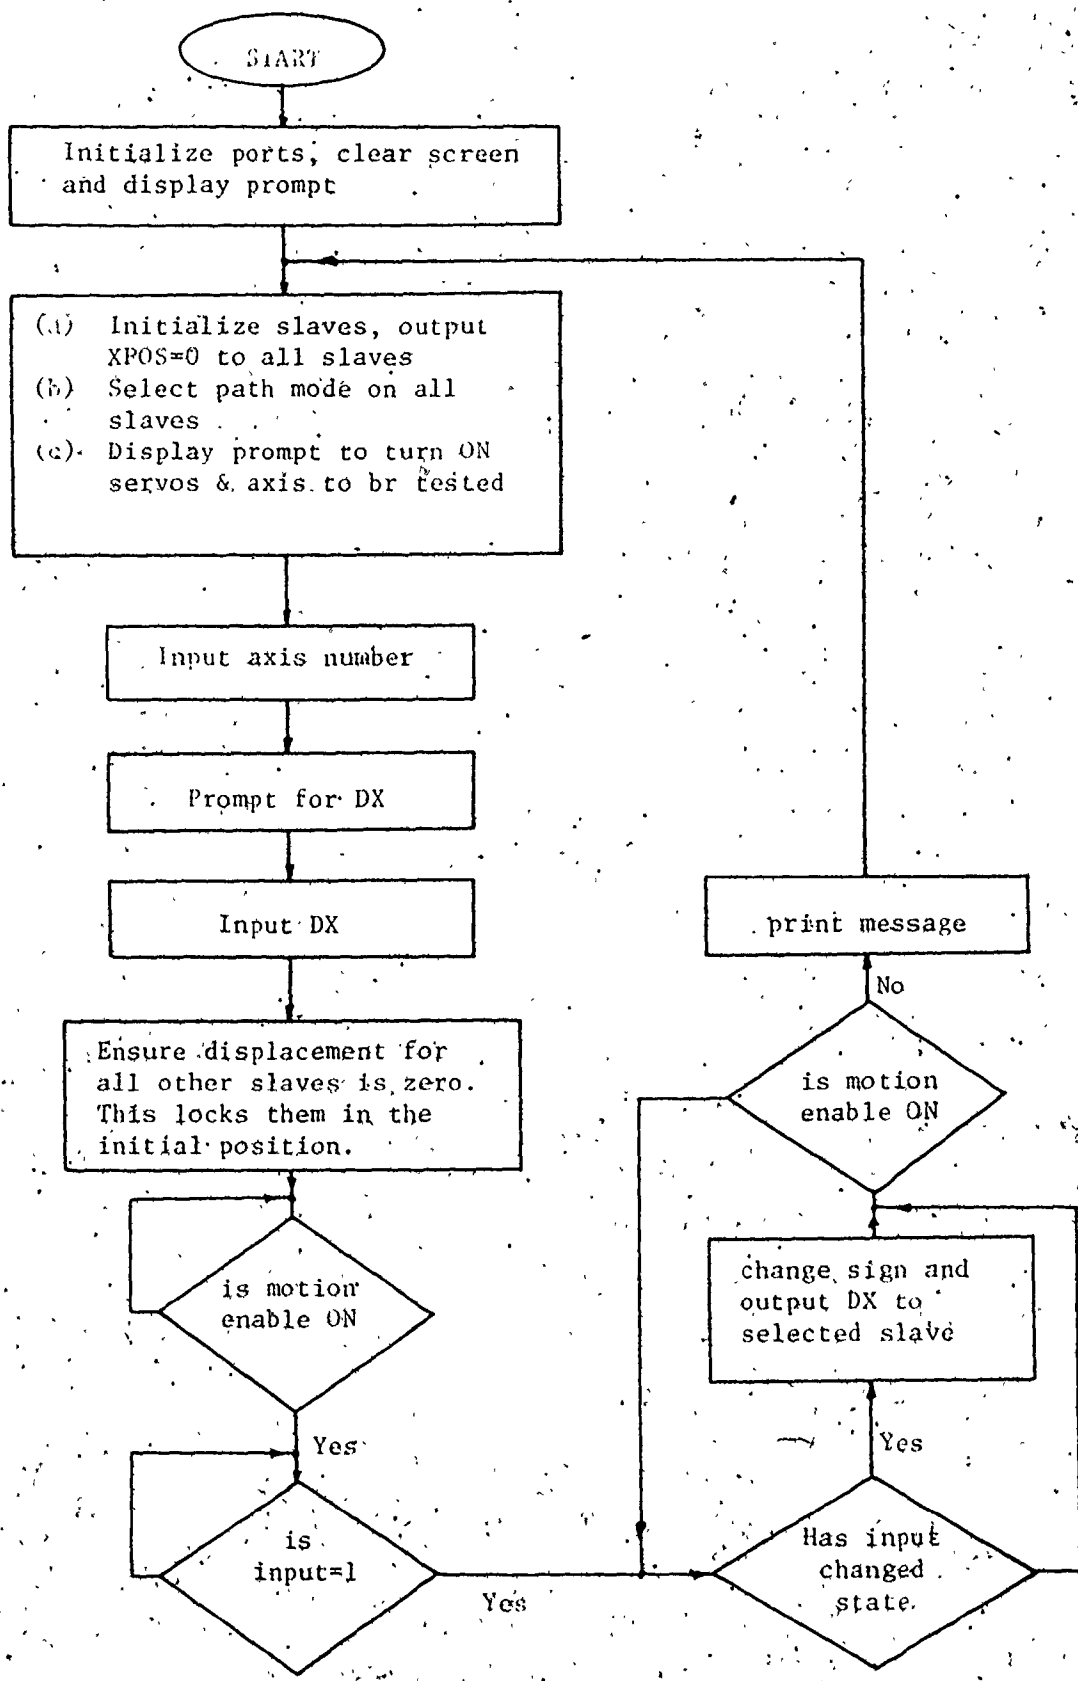 START
Initialize ports, clear screen
and display prompt
(a) Initialize slaves, output
XPOS=0 to all slaves
(b) Select path mode on all
slaves
(c) Display prompt to turn ON
servos & axis to br tested
Input axis number
Prompt for DX
Input DX
Ensure displacement for
all other slaves is zero.
This locks them in the
initial position.
is motion
enable ON
Yes
is
input=1
Yes
print message
No
is motion
enable ON
change sign and
output DX to
selected slave
Yes
Has input
changed
state